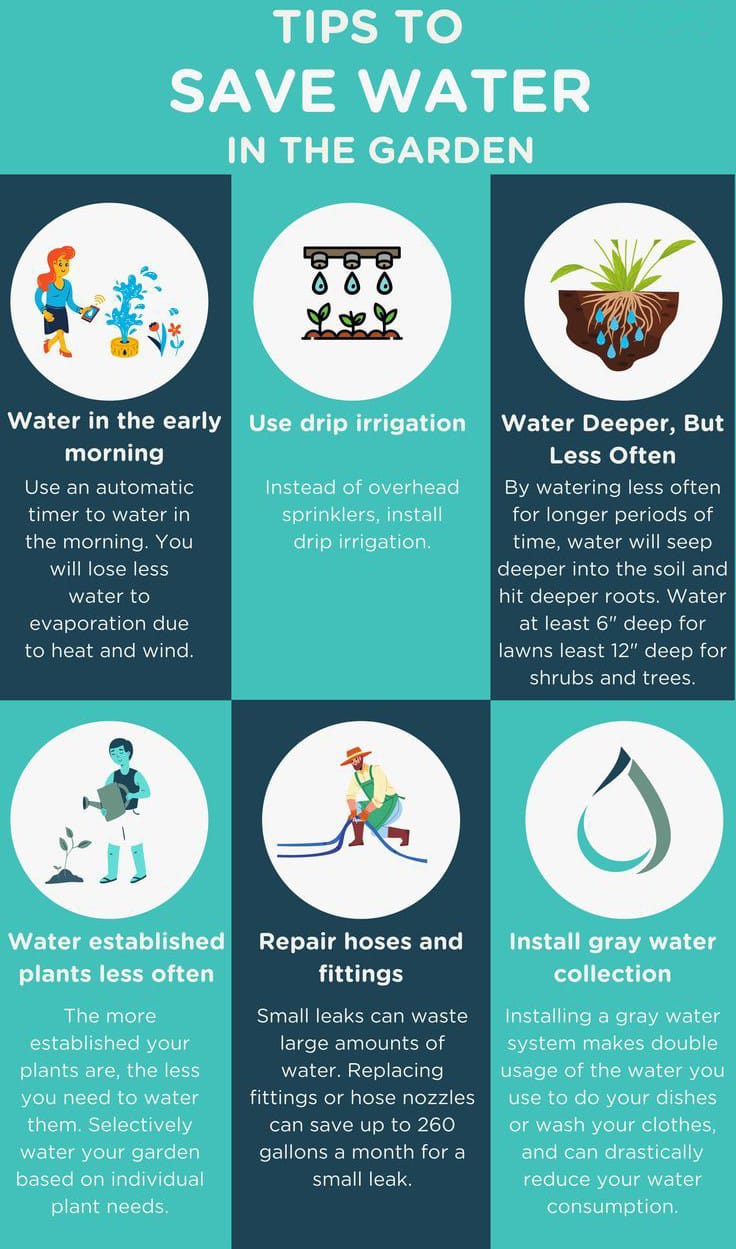 TIPS TO
SAVE WATER
IN THE GARDEN
Water in the early
morning
Use an automatic
timer to water in
the morning. You
will lose less
water to
evaporation due
to heat and wind.
Use drip irrigation
Instead of overhead
sprinklers, install
drip irrigation.
Water Deeper, But
Less Often
By watering less often
for longer periods of
time, water will seep
deeper into the soil and
hit deeper roots. Water
at least 6" deep for
lawns least 12" deep for
shrubs and trees.
Water established
plants less often
The more
established your
plants are, the less
you need to water
them. Selectively
water your garden
based on individual
plant needs.
Repair hoses and
fittings
Small leaks can waste
large amounts of
water. Replacing
fittings or hose nozzles
can save up to 260
gallons a month for a
small leak.
Install gray water
collection
Installing a gray water
system makes double
usage of the water you
use to do your dishes
or wash your clothes,
and can drastically
reduce your water
consumption.